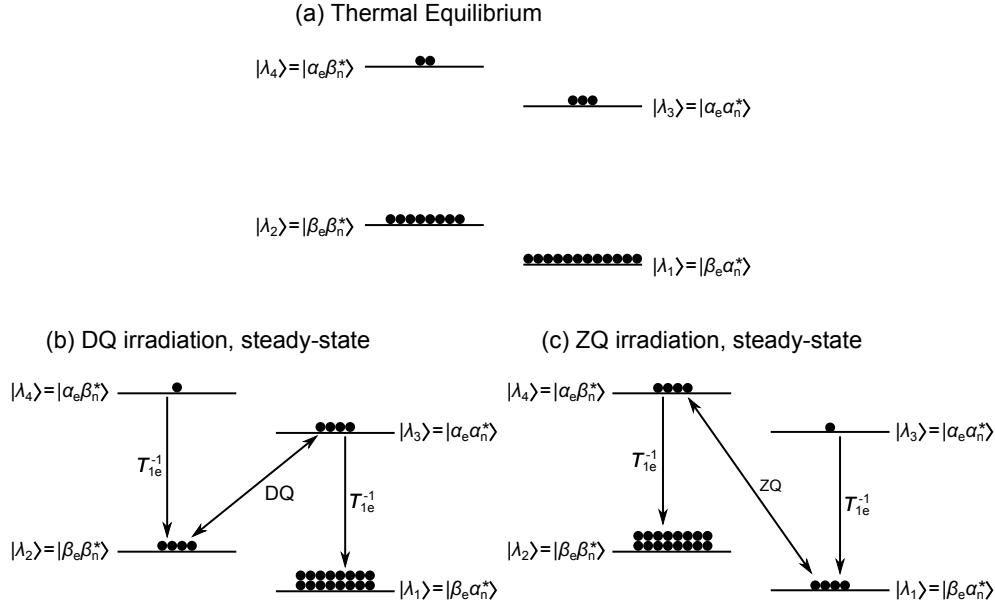 (a) Thermal Equilibrium
|λ₄⟩=|αₑβₙ*⟩
|λ₃⟩=|αₑαₙ*⟩
|λ₂⟩=|βₑβₙ*⟩
|λ₁⟩=|βₑαₙ*⟩
(b) DQ irradiation, steady-state
|λ₄⟩=|αₑβₙ*⟩
|λ₃⟩=|αₑαₙ*⟩
T₁ₑ⁻¹
DQ
T₁ₑ⁻¹
|λ₂⟩=|βₑβₙ*⟩
|λ₁⟩=|βₑαₙ*⟩
(c) ZQ irradiation, steady-state
|λ₄⟩=|αₑβₙ*⟩
|λ₃⟩=|αₑαₙ*⟩
T₁ₑ⁻¹
ZQ
T₁ₑ⁻¹
|λ₂⟩=|βₑβₙ*⟩
|λ₁⟩=|βₑαₙ*⟩